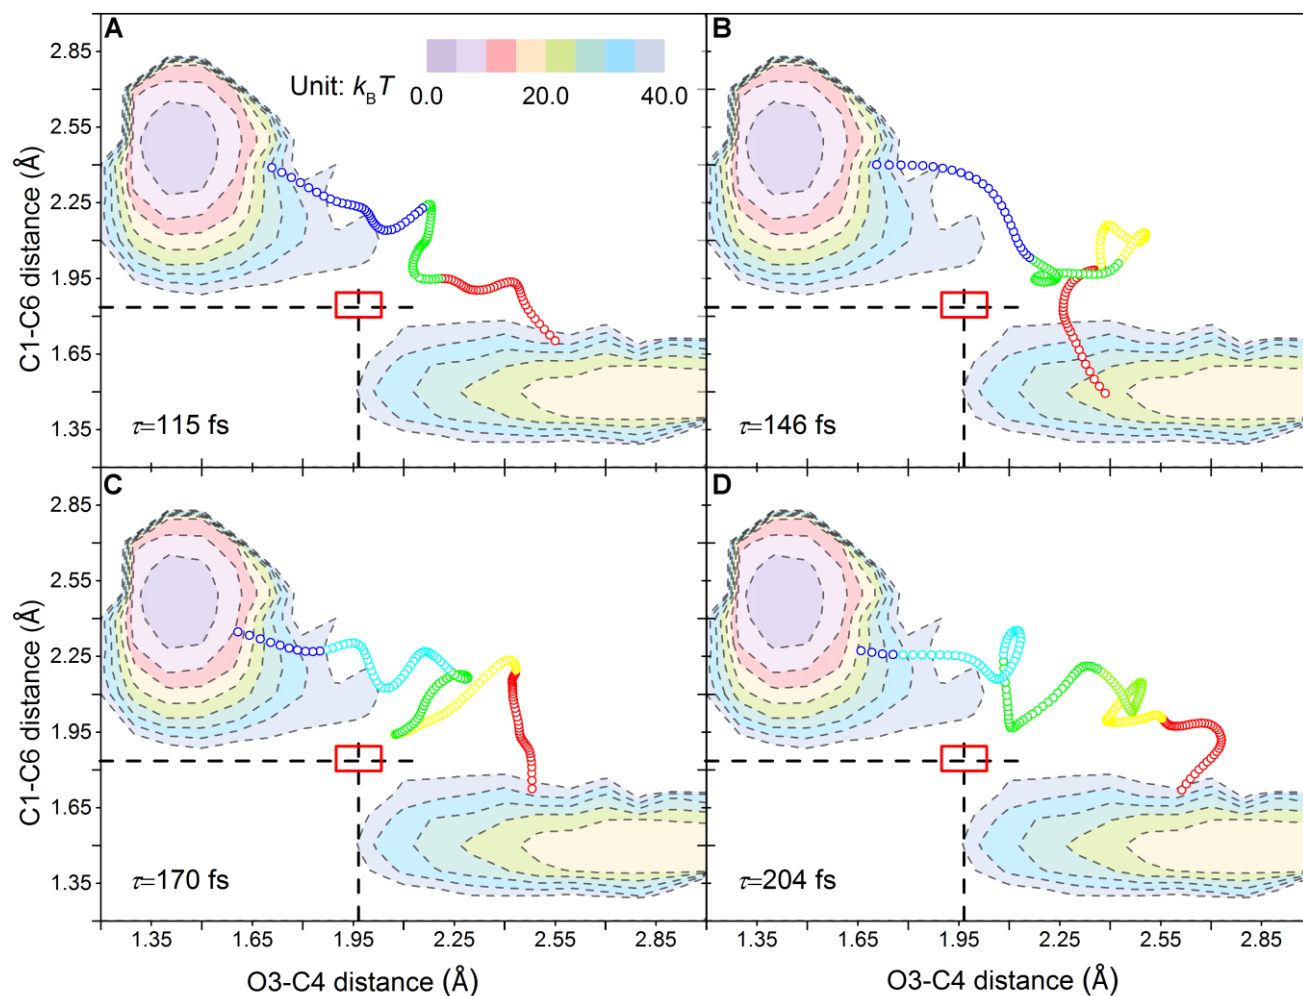 A
B
2.85
2.55
2.25
1.95
1.65
1.35
C1-C6 distance (Å)
Unit: kBT
0.0
20.0
40.0
τ=115 fs
τ=146 fs
C
D
2.85
2.55
2.25
1.95
1.65
1.35
C1-C6 distance (Å)
τ=170 fs
τ=204 fs
1.35
1.65
1.95
2.25
2.55
2.85
1.35
1.65
1.95
2.25
2.55
2.85
O3-C4 distance (Å)
O3-C4 distance (Å)